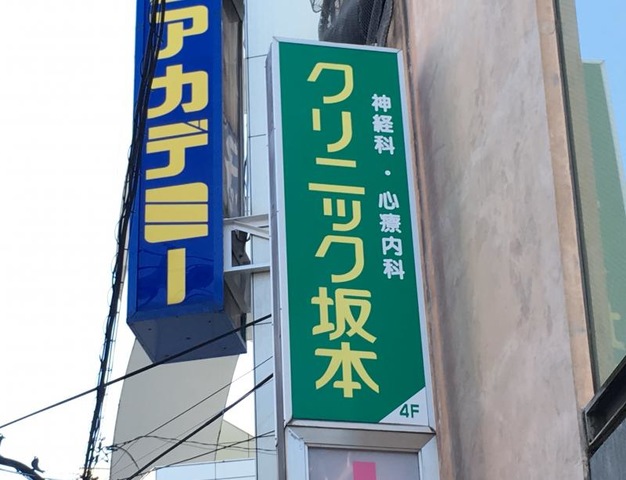 アカデミー
神経科・心療内科
クリニック坂本
4F